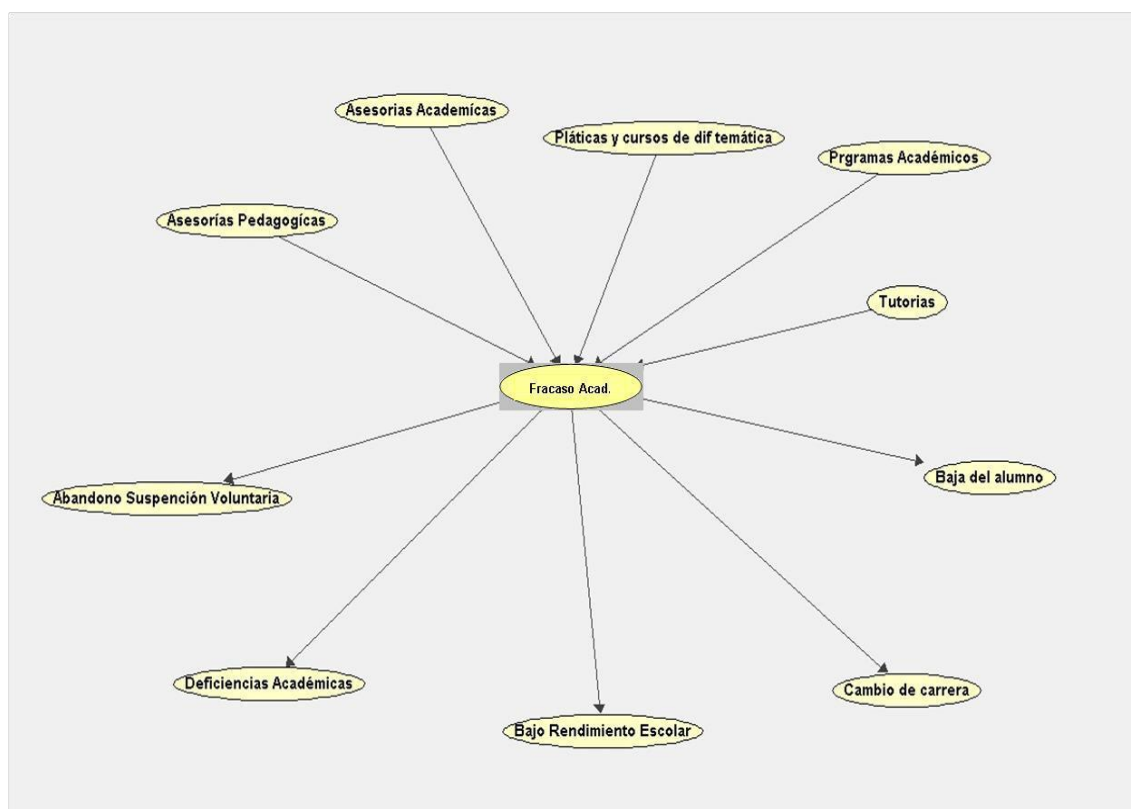 Asesorias Academícas
Pláticas y cursos de dif temática
Prgramas Académicos
Asesorías Pedagogícas
Tutorias
Fracaso Acad.
Baja del alumno
Abandono Suspención Voluntaria
Deficiencias Académicas
Cambio de carrera
Bajo Rendimiento Escolar